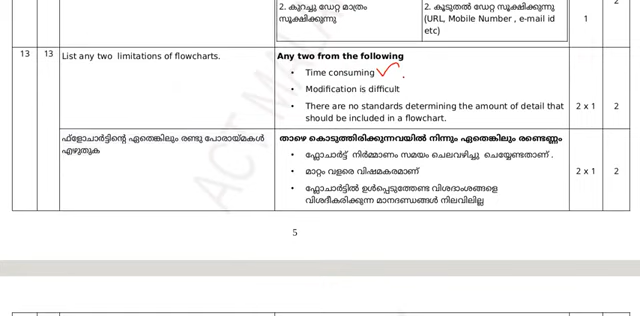 2. കുറച്ചു ഡേറ്റ മാത്രം
സൂക്ഷിക്കുന്നു
2. കൂടുതൽ ഡേറ്റ സൂക്ഷിക്കുന്നു
(URL, Mobile Number , e-mail id
etc)
1
2
13 13 List any two limitations of flowcharts.
Any two from the following
• Time consuming
• Modification is difficult
• There are no standards determining the amount of detail that
should be included in a flowchart.
2 x 1 2
ഫ്ളോചാർട്ടിന്റെ ഏതെങ്കിലും രണ്ടു പോരായ്മകൾ
എഴുതുക
താഴെ കൊടുത്തിരിക്കുന്നവയിൽ നിന്നും ഏതെങ്കിലും രണ്ടെണ്ണം
• ഫ്ലോചാർട്ട് നിർമ്മാണം സമയം ചെലവഴിച്ചു ചെയ്യേണ്ടതാണ് .
• മാറ്റം വളരെ വിഷമകരമാണ്
• ഫ്ലോചാർട്ടിൽ ഉൾപ്പെടുത്തേണ്ട വിശദാംശങ്ങളെ
വിശദീകരിക്കുന്ന മാനദണ്ഡങ്ങൾ നിലവിലില്ല
2 x 1 2
5